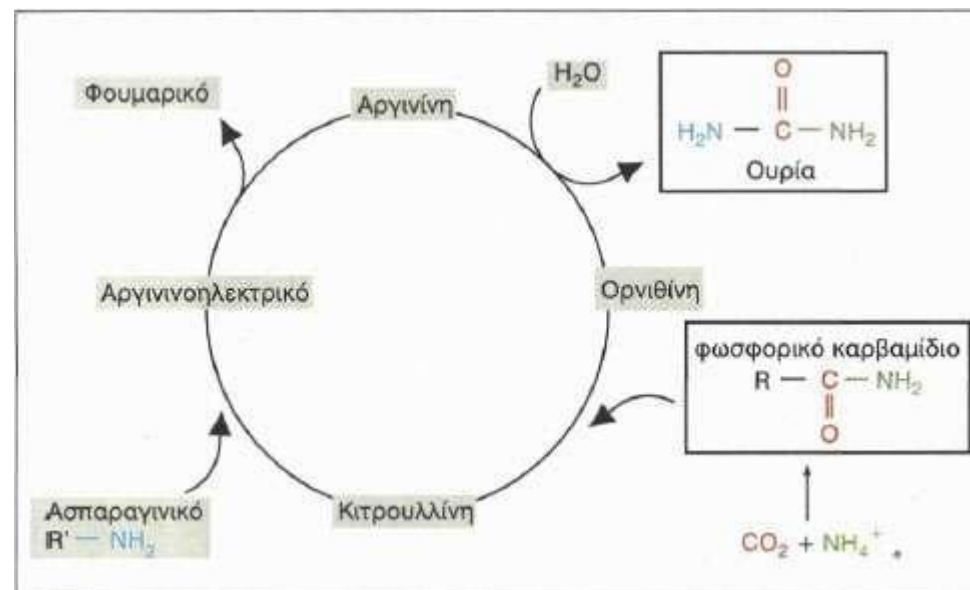 Φουμαρικό
Αργινίνη
H₂O
O
H₂N — C — NH₂
Ουρία
Αργινινοηλεκτρικό
Ορνιθίνη
φωσφορικό καρβαμίδιο
R — C — NH₂
O
Ασπαραγινικό
R' — NH₂
Κιτρουλλίνη
CO₂ + NH₄⁺